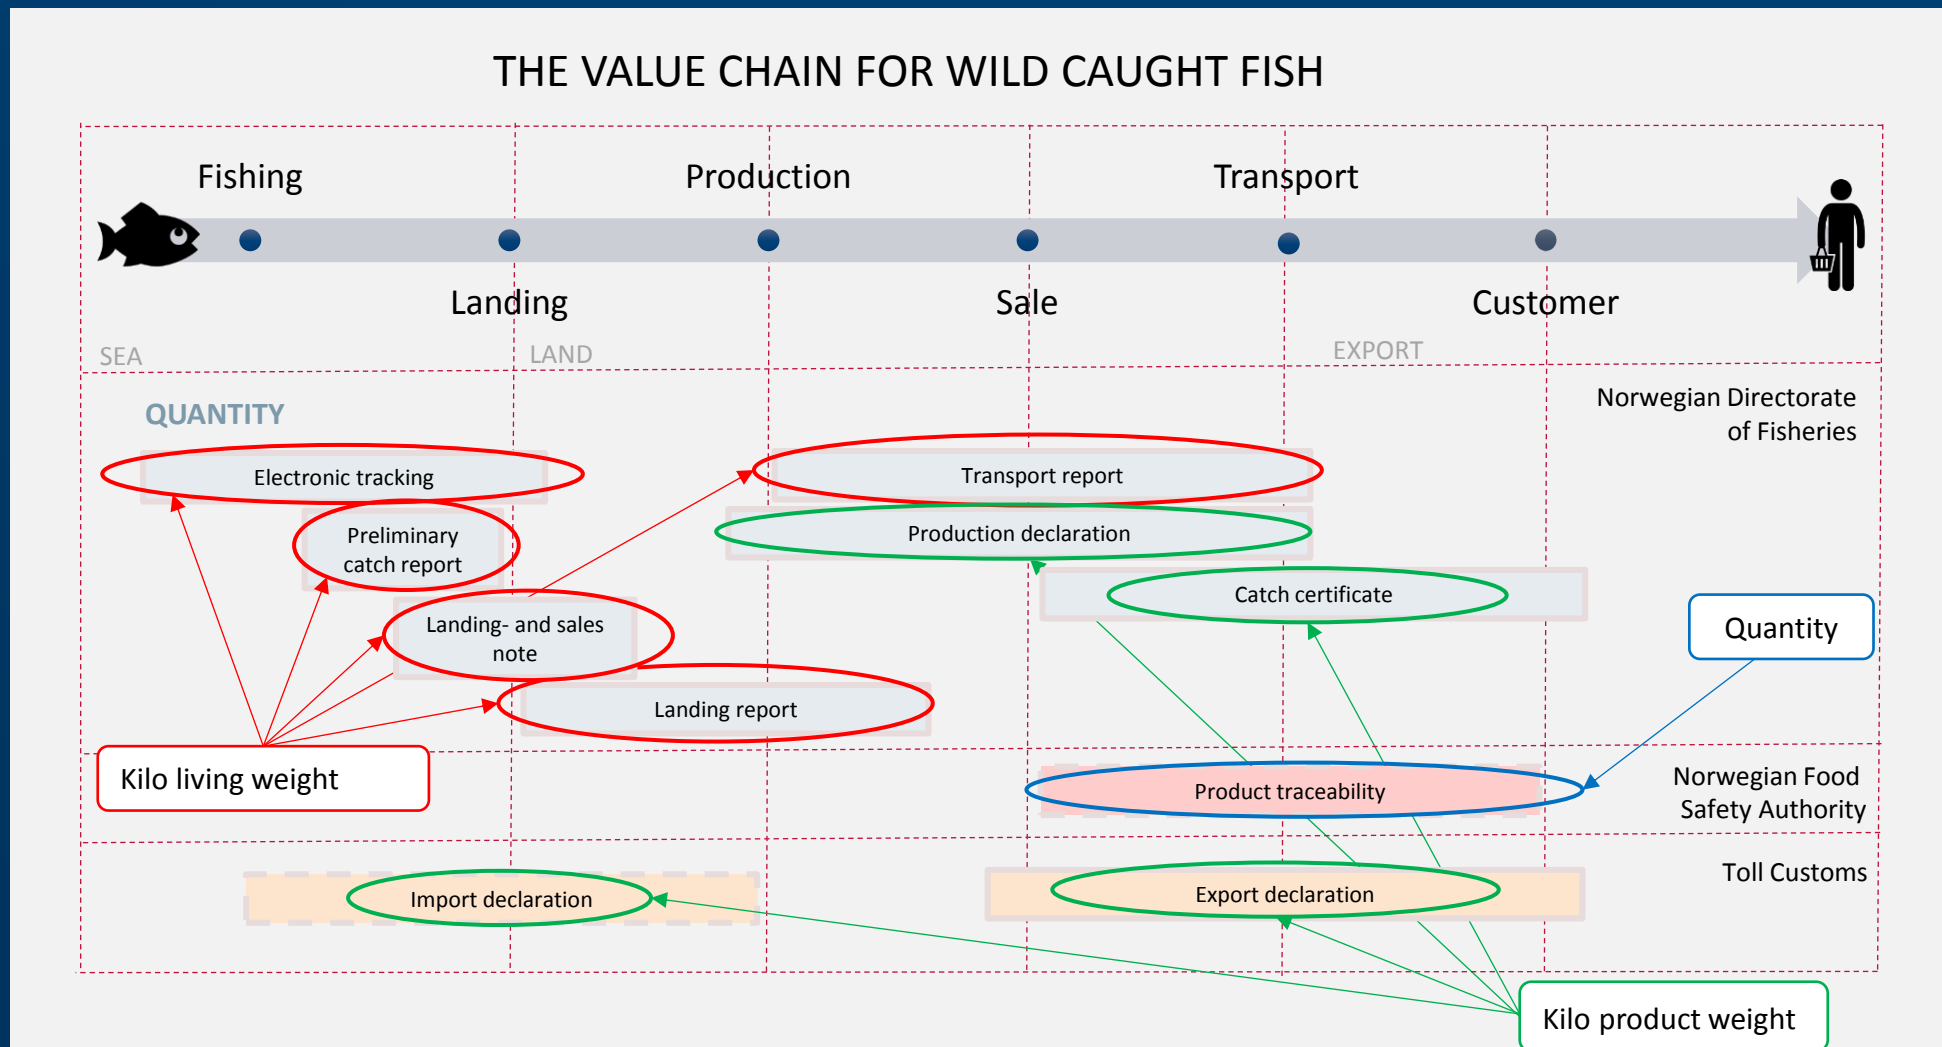 THE VALUE CHAIN FOR WILD CAUGHT FISH
Fishing
Production
Transport
Landing
Sale
Customer
SEA
LAND
EXPORT
QUANTITY
Norwegian Directorate
of Fisheries
Electronic tracking
Transport report
Preliminary
catch report
Production declaration
Catch certificate
Landing- and sales
note
Quantity
Landing report
Kilo living weight
Product traceability
Norwegian Food
Safety Authority
Import declaration
Export declaration
Toll Customs
Kilo product weight